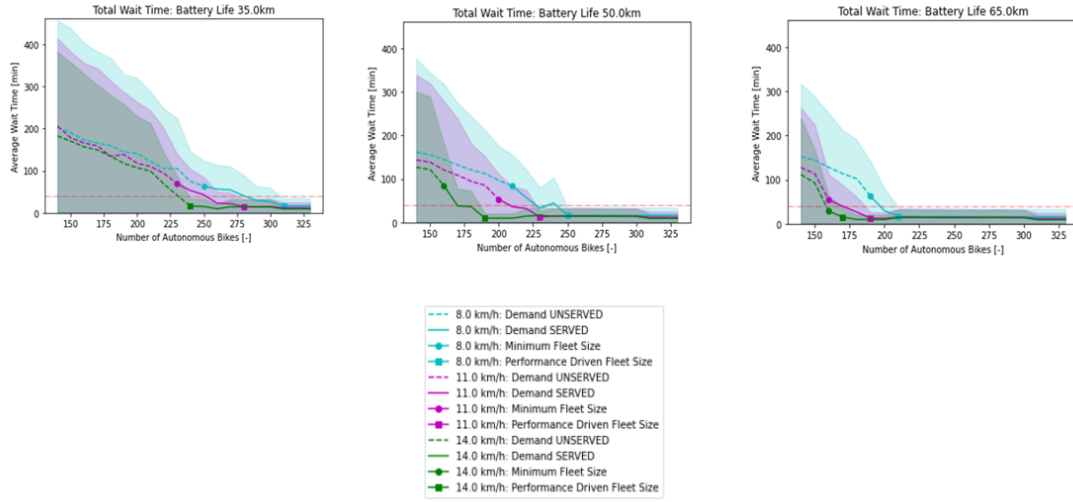 Total Wait Time: Battery Life 35.0km
Average Wait Time [min]
400
300
200
100
0
150 175 200 225 250 275 300 325
Number of Autonomous Bikes [-]
Total Wait Time: Battery Life 50.0km
Average Wait Time [min]
400
300
200
100
0
150 175 200 225 250 275 300 325
Number of Autonomous Bikes [-]
Total Wait Time: Battery Life 65.0km
Average Wait Time [min]
400
300
200
100
0
150 175 200 225 250 275 300 325
Number of Autonomous Bikes [-]
8.0 km/h: Demand UNSERVED
8.0 km/h: Demand SERVED
8.0 km/h: Minimum Fleet Size
8.0 km/h: Performance Driven Fleet Size
11.0 km/h: Demand UNSERVED
11.0 km/h: Demand SERVED
11.0 km/h: Minimum Fleet Size
11.0 km/h: Performance Driven Fleet Size
14.0 km/h: Demand UNSERVED
14.0 km/h: Demand SERVED
14.0 km/h: Minimum Fleet Size
14.0 km/h: Performance Driven Fleet Size